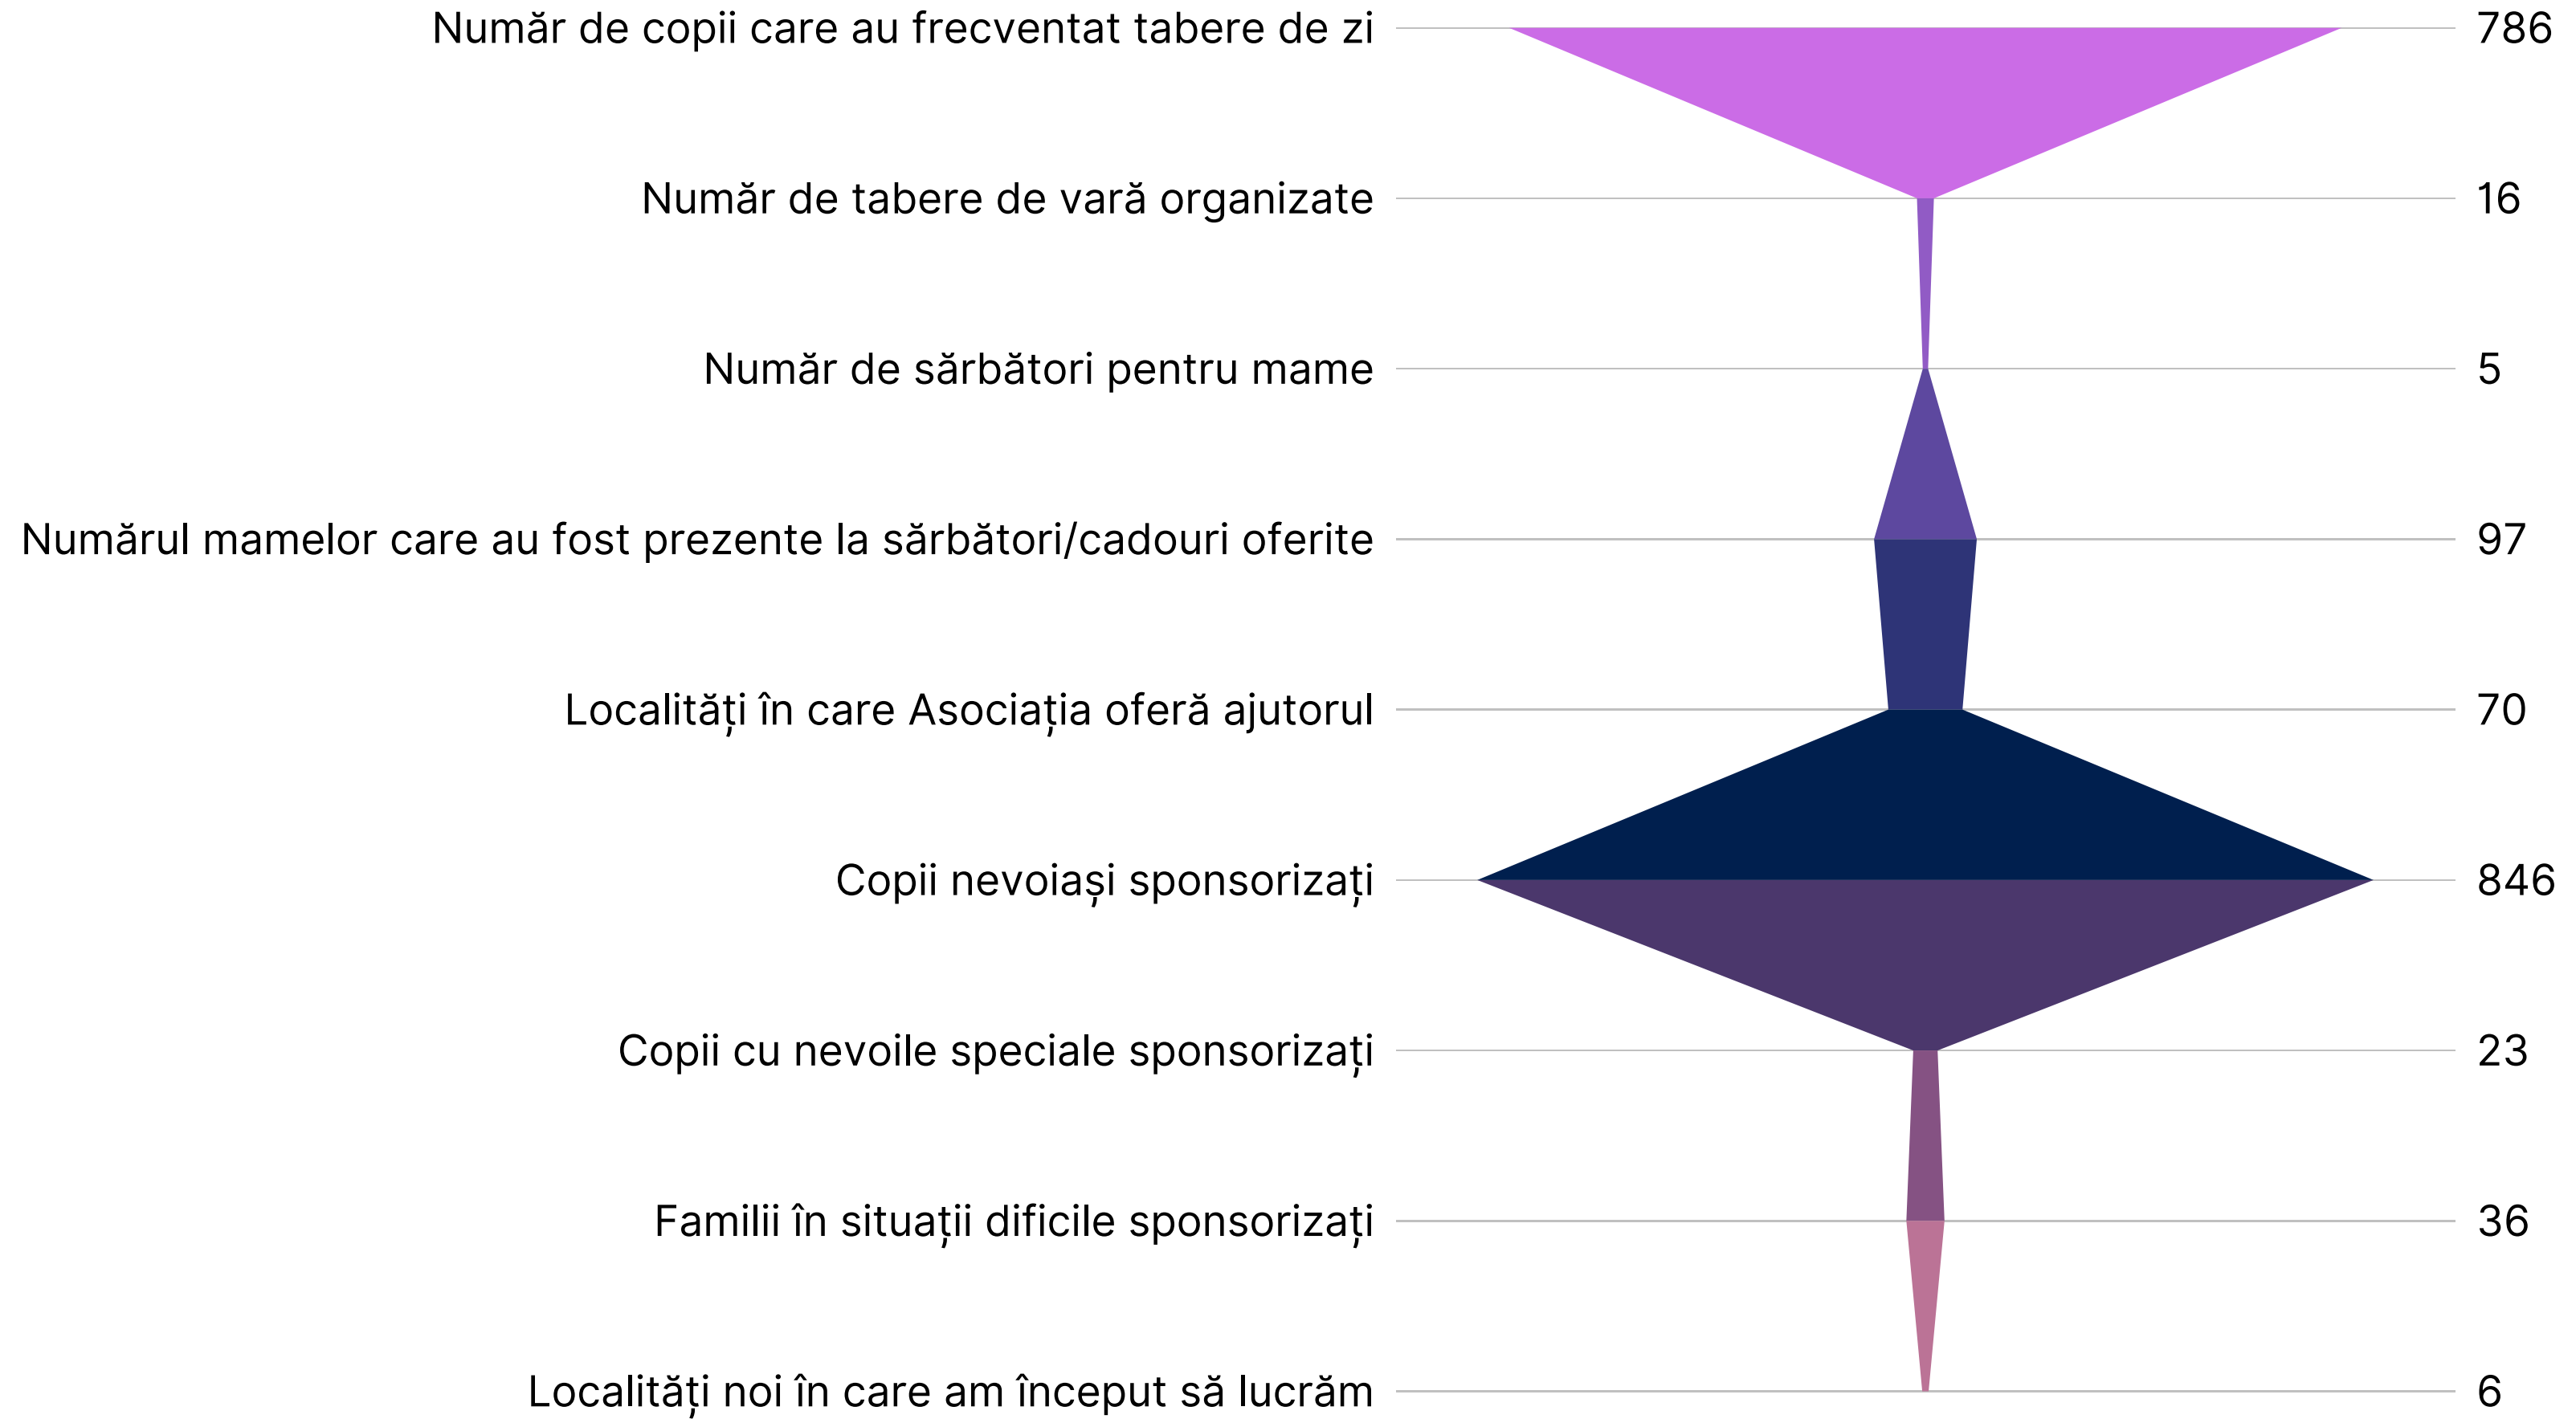 Număr de copii care au frecventat tabere de zi 786
Număr de tabere de vară organizate 16
Număr de sărbători pentru mame 5
Numărul mamelor care au fost prezente la sărbători/cadouri oferite 97
Localități în care Asociația oferă ajutorul 70
Copii nevoiași sponsorizați 846
Copii cu nevoile speciale sponsorizați 23
Familii în situații dificile sponsorizați 36
Localități noi în care am început să lucrăm 6